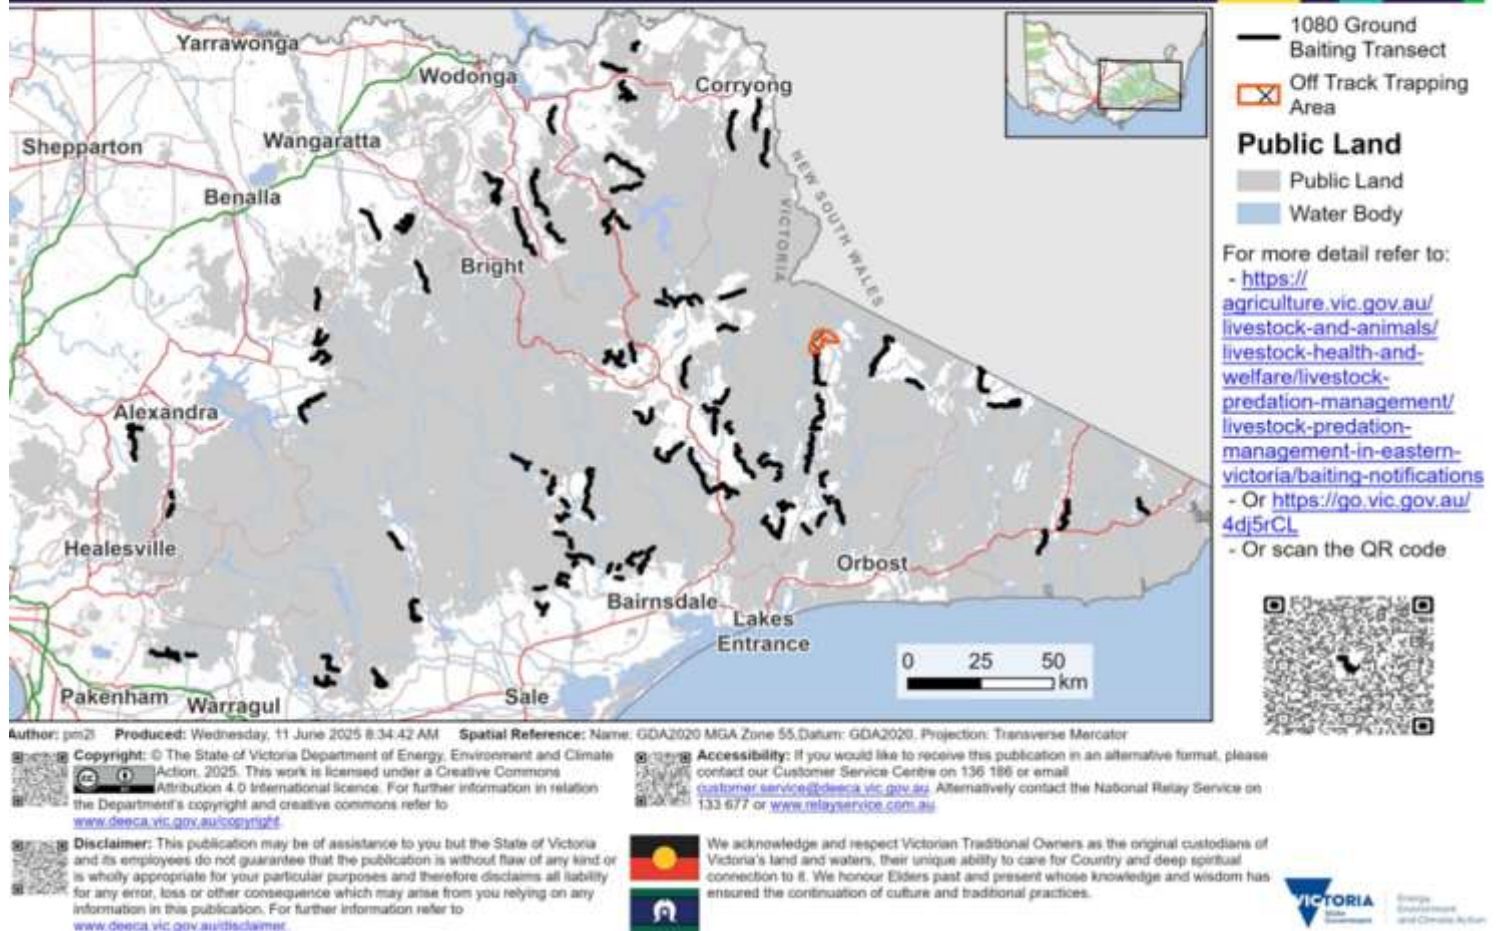 Yarrawonga
Wodonga
Corryong
Shepparton
Wangaratta
Benalla
Bright
NEW SOUTH WALES
VICTORIA
Alexandra
Healesville
Orbost
Bairnsdale
Lakes
Entrance
Pakenham
Warragul
Sale
0 25 50
km
1080 Ground
Baiting Transect
Off Track Trapping
Area
Public Land
Public Land
Water Body
For more detail refer to:
- https://
agriculture.vic.gov.au/
livestock-and-animals/
livestock-health-and-
welfare/livestock-
predation-management/
livestock-predation-
management-in-eastern-
victoria/baiting-notifications
- Or https://go.vic.gov.au/
4dj5rCL
- Or scan the QR code
Author: pm2l Produced: Wednesday, 11 June 2025 8:34:42 AM Spatial Reference: Name: GDA2020 MGA Zone 55,Datum: GDA2020, Projection: Transverse Mercator
Copyright: © The State of Victoria Department of Energy, Environment and Climate
Action, 2025. This work is licensed under a Creative Commons
Attribution 4.0 International licence. For further information in relation
the Department's copyright and creative commons refer to
www.deeca.vic.gov.au/copyright.
Accessibility: If you would like to receive this publication in an alternative format, please
contact our Customer Service Centre on 136 186 or email
customer.service@deeca.vic.gov.au. Alternatively contact the National Relay Service on
133 677 or www.relayservice.com.au.
Disclaimer: This publication may be of assistance to you but the State of Victoria
and its employees do not guarantee that the publication is without flaw of any kind or
is wholly appropriate for your particular purposes and therefore disclaims all liability
for any error, loss or other consequence which may arise from you relying on any
information in this publication. For further information refer to
www.deeca.vic.gov.au/disclaimer.
We acknowledge and respect Victorian Traditional Owners as the original custodians of
Victoria's land and waters, their unique ability to care for Country and deep spiritual
connection to it. We honour Elders past and present whose knowledge and wisdom has
ensured the continuation of culture and traditional practices.
VICTORIA
State
Government
Energy,
Environment
and Climate Action